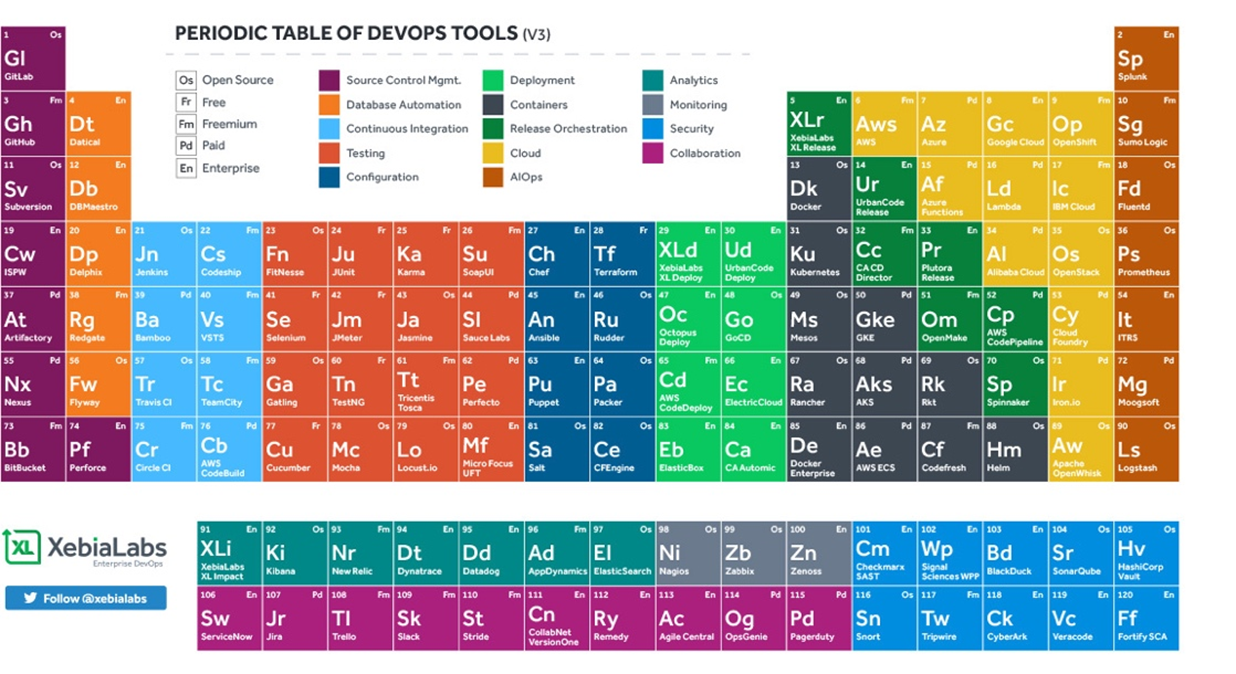 PERIODIC TABLE OF DEVOPS TOOLS (V3)
Os Open Source
Fr Free
Fm Freemium
Pd Paid
En Enterprise
Source Control Mgmt.
Database Automation
Continuous Integration
Testing
Configuration
Deployment
Containers
Release Orchestration
Cloud
AIOps
Analytics
Monitoring
Security
Collaboration
1 Os
Gl
GitLab
2 En
Sp
Splunk
3 Fm
Gh
GitHub
4 En
Dt
Datical
5 En
XLr
XebiaLabs
XL Release
6 Fm
Aws
AWS
7 Pd
Az
Azure
8 En
Gc
Google Cloud
9 Fm
Op
OpenShift
10 Fm
Sg
Sumo Logic
11 Os
Sv
Subversion
12 En
Db
DBMaestro
13 Os
Dk
Docker
14 En
Ur
UrbanCode
Release
15 Pd
Af
Azure
Functions
16 Pd
Ld
Lambda
17 Fm
Ic
IBM Cloud
18 Os
Fd
Fluentd
19 En
Cw
ISPW
20 En
Dp
Delphix
21 Os
Jn
Jenkins
22 Fm
Cs
Codeship
23 Os
Fn
FitNesse
24 Fr
Ju
JUnit
25 Fr
Ka
Karma
26 Fm
Su
SoapUI
27 En
Ch
Chef
28 Fr
Tf
Terraform
29 En
XLd
XebiaLabs
XL Deploy
30 En
Ud
UrbanCode
Deploy
31 Os
Ku
Kubernetes
32 Fm
Cc
CA CD
Director
33 En
Pr
Plutora
Release
34 Pd
Al
Alibaba Cloud
35 Os
Os
OpenStack
36 Os
Ps
Prometheus
37 Pd
At
Artifactory
38 Fm
Rg
Redgate
39 Pd
Ba
Bamboo
40 Fm
Vs
VSTS
41 Fr
Se
Selenium
42 Fr
Jm
JMeter
43 Os
Ja
Jasmine
44 Pd
Sl
Sauce Labs
45 En
An
Ansible
46 Os
Ru
Rudder
47 En
Oc
Octopus
Deploy
48 Os
Go
GoCD
49 Os
Ms
Mesos
50 Pd
Gke
GKE
51 Fm
Om
OpenMake
52 Pd
Cp
AWS
CodePipeline
53 Pd
Cy
Cloud
Foundry
54 En
It
ITRS
55 Pd
Nx
Nexus
56 Os
Fw
Flyway
57 Os
Tr
Travis CI
58 Fm
Tc
TeamCity
59 Os
Ga
Gatling
60 Fr
Tn
TestNG
61 Fm
Tt
Tricentis
Tosca
62 Pd
Pe
Perfecto
63 En
Pu
Puppet
64 Os
Pa
Packer
65 Fm
Cd
AWS
CodeDeploy
66 En
Ec
ElectricCloud
67 Os
Ra
Rancher
68 Pd
Aks
AKS
69 Os
Rk
Rkt
70 Os
Sp
Spinnaker
71 Pd
Ir
Iron.io
72 Pd
Mg
Moogsoft
73 Fm
Bb
BitBucket
74 En
Pf
Perforce
75 Fm
Cr
Circle CI
76 Pd
Cb
AWS
CodeBuild
77 Fr
Cu
Cucumber
78 Os
Mc
Mocha
79 Os
Lo
Locust.io
80 En
Mf
Micro Focus
UFT
81 Os
Sa
Salt
82 Os
Ce
CFEngine
83 En
Eb
ElasticBox
84 En
Ca
CA Automic
85 En
De
Docker
Enterprise
86 Pd
Ae
AWS ECS
87 Fm
Cf
Codefresh
88 Os
Hm
Helm
89 Os
Aw
Apache
OpenWhisk
90 Os
Ls
Logstash
XL
XebiaLabs
Enterprise DevOps
Follow @xebialabs
91 En
XLi
XebiaLabs
XL Impact
92 Os
Ki
Kibana
93 Fm
Nr
New Relic
94 En
Dt
Dynatrace
95 En
Dd
Datadog
96 Fm
Ad
AppDynamics
97 Os
El
ElasticSearch
98 Os
Ni
Nagios
99 Os
Zb
Zabbix
100 En
Zn
Zenoss
101 En
Cm
Checkmarx
SAST
102 En
Wp
Signal
Sciences WPP
103 En
Bd
BlackDuck
104 Os
Sr
SonarQube
105 Os
Hv
HashiCorp
Vault
106 En
Sw
ServiceNow
107 Pd
Jr
Jira
108 Fm
Tl
Trello
109 Fm
Sk
Slack
110 Fm
St
Stride
111 En
Cn
CollabNet
VersionOne
112 En
Ry
Remedy
113 En
Ac
Agile Central
114 Pd
Og
OpsGenie
115 Pd
Pd
Pagerduty
116 Os
Sn
Snort
117 Fm
Tw
Tripwire
118 En
Ck
CyberArk
119 En
Vc
Veracode
120 En
Ff
Fortify SCA